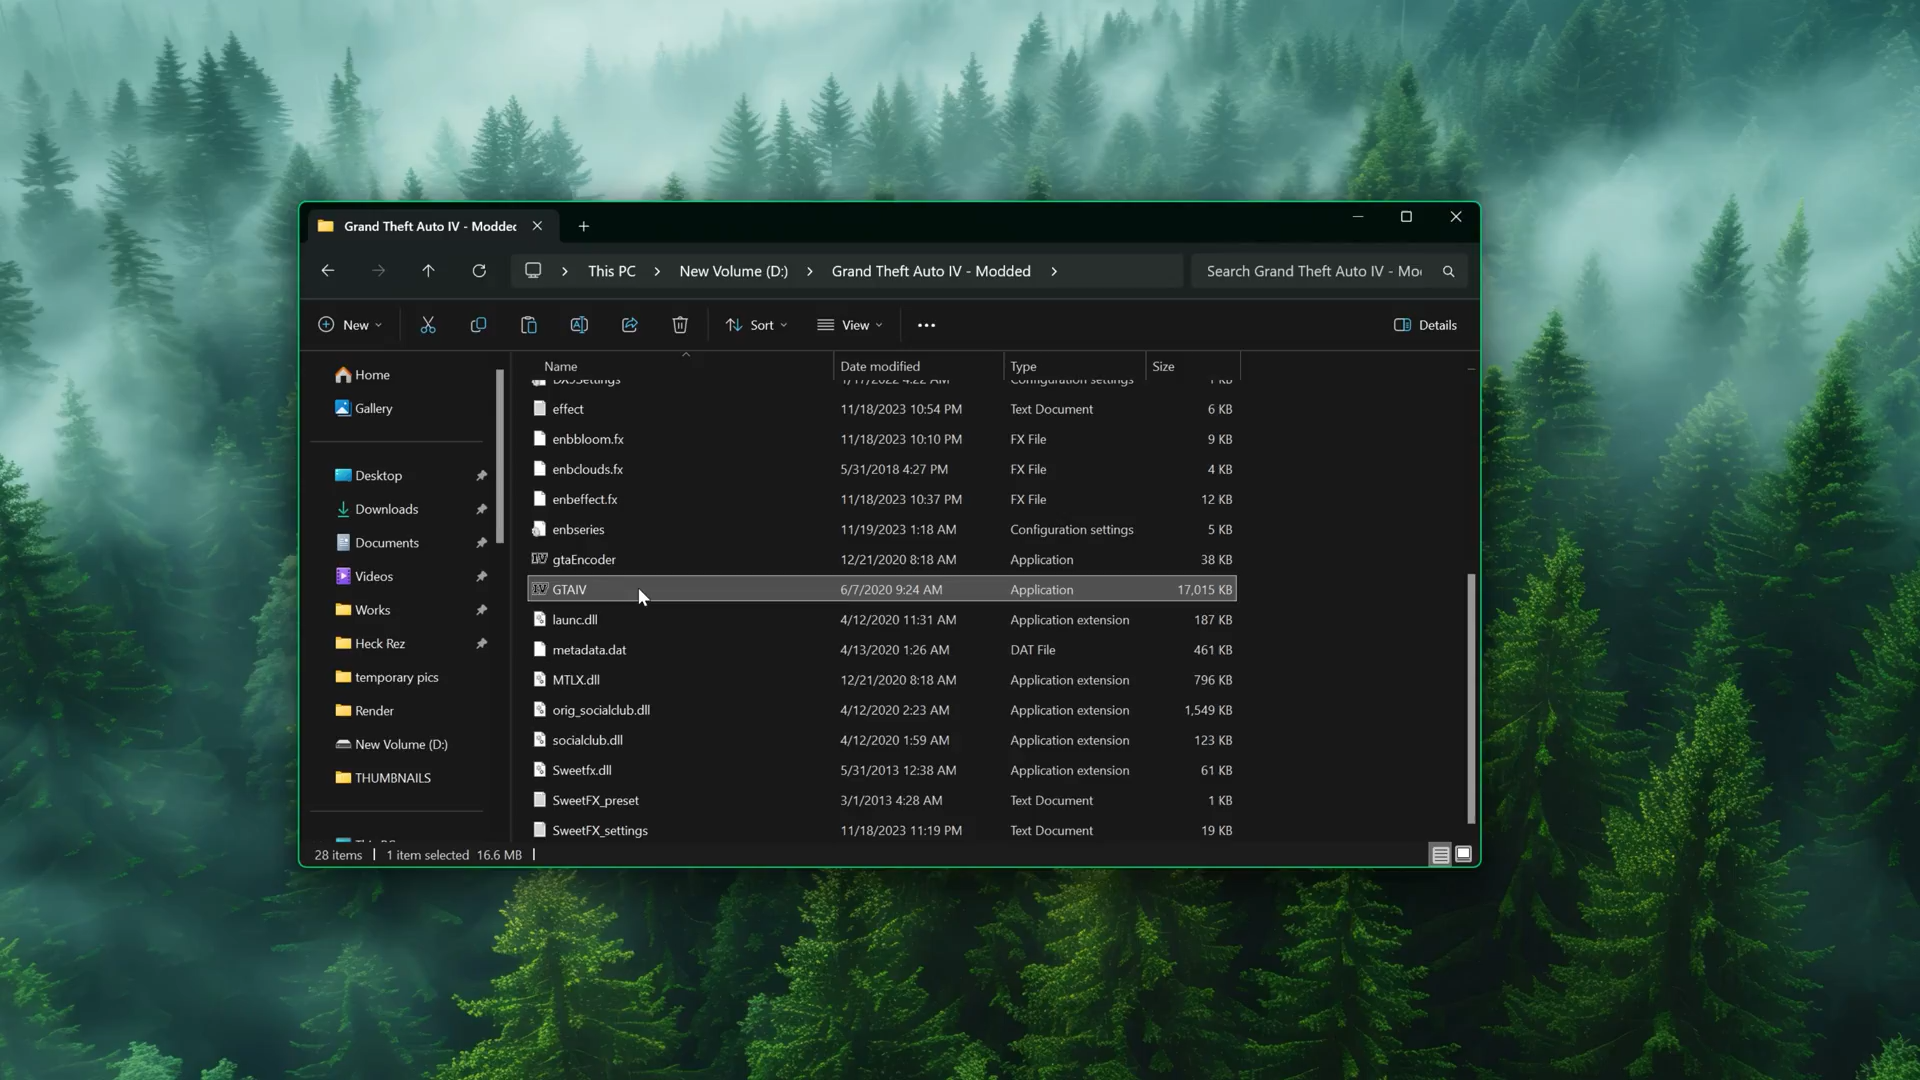 Grand Theft Auto IV - Modded
This PC > New Volume (D:) > Grand Theft Auto IV - Modded >
Search Grand Theft Auto IV - Mo
New
Sort
View
Details
Home
Gallery
Desktop
Downloads
Documents
Videos
Works
Heck Rez
temporary pics
Render
New Volume (D:)
THUMBNAILS
Name Date modified Type Size
effect 11/18/2023 10:54 PM Text Document 6 KB
enbbloom.fx 11/18/2023 10:10 PM FX File 9 KB
enbclouds.fx 5/31/2018 4:27 PM FX File 4 KB
enbeffect.fx 11/18/2023 10:37 PM FX File 12 KB
enbseries 11/19/2023 1:18 AM Configuration settings 5 KB
gtaEncoder 12/21/2020 8:18 AM Application 38 KB
GTAIV 6/7/2020 9:24 AM Application 17,015 KB
launc.dll 4/12/2020 11:31 AM Application extension 187 KB
metadata.dat 4/13/2020 1:26 AM DAT File 461 KB
MTLX.dll 12/21/2020 8:18 AM Application extension 796 KB
orig_socialclub.dll 4/12/2020 2:23 AM Application extension 1,549 KB
socialclub.dll 4/12/2020 1:59 AM Application extension 123 KB
Sweetfx.dll 5/31/2013 12:38 AM Application extension 61 KB
SweetFX_preset 3/1/2013 4:28 AM Text Document 1 KB
SweetFX_settings 11/18/2023 11:19 PM Text Document 19 KB
28 items 1 item selected 16.6 MB